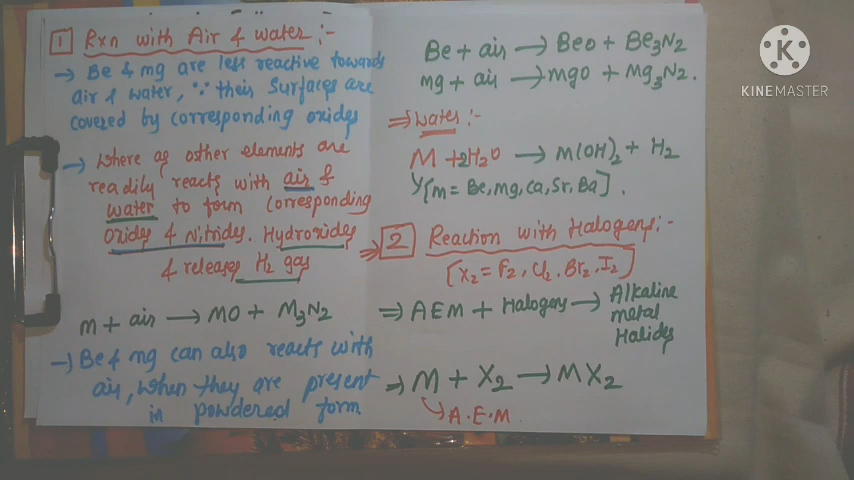 1 Rxn with Air & water :-
→ Be & mg are less reactive towards
air & water, ∵ their surfaces are
covered by corresponding oxides
→ Where as other elements are
readily reacts with air &
water to form corresponding
oxides & Nitrides. Hydroxides
& releases H₂ gas
M + air → MO + M₃N₂
→ Be & mg can also reacts with
air, when they are present
in powdered form
Be + air → BeO + Be₃N₂
mg + air → mgo + Mg₃N₂.
⇒ water :-
M + 2H₂O → M(OH)₂ + H₂
[m = Be, Mg, Ca, Sr, Ba].
⇒ 2 Reaction with Halogens :-
[X₂ = F₂, Cl₂, Br₂, I₂]
⇒ AEM + Halogens → Alkaline
metal
Halides
⇒ M + X₂ → MX₂
↳ A.E.M.
KINEMASTER